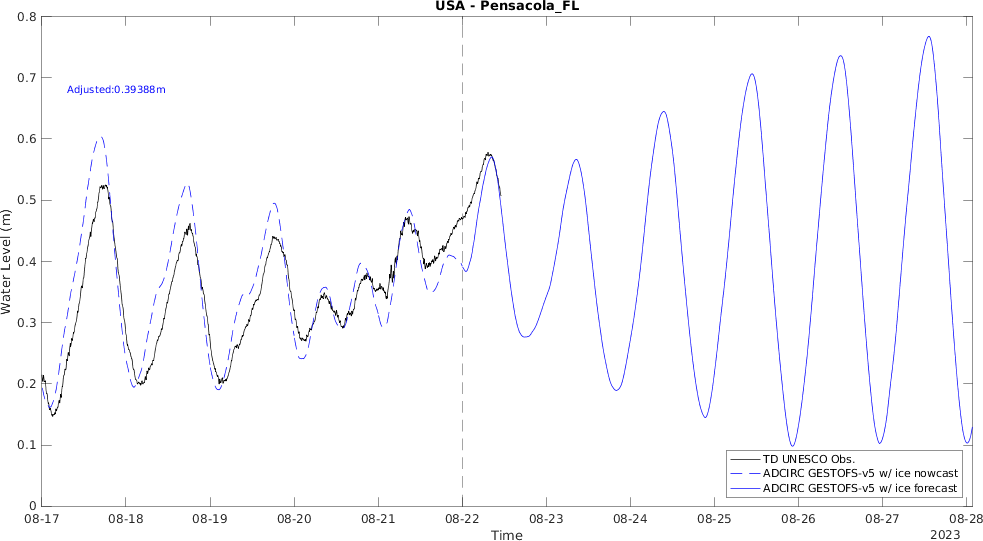 USA - Pensacola_FL
0.8
0.7
0.6
0.5
0.4
0.3
0.2
0.1
0
Water Level (m)
Adjusted:0.39388m
TD UNESCO Obs.
ADCIRC GESTOFS-v5 w/ ice nowcast
ADCIRC GESTOFS-v5 w/ ice forecast
08-17 08-18 08-19 08-20 08-21 08-22 08-23 08-24 08-25 08-26 08-27 08-28
Time
2023